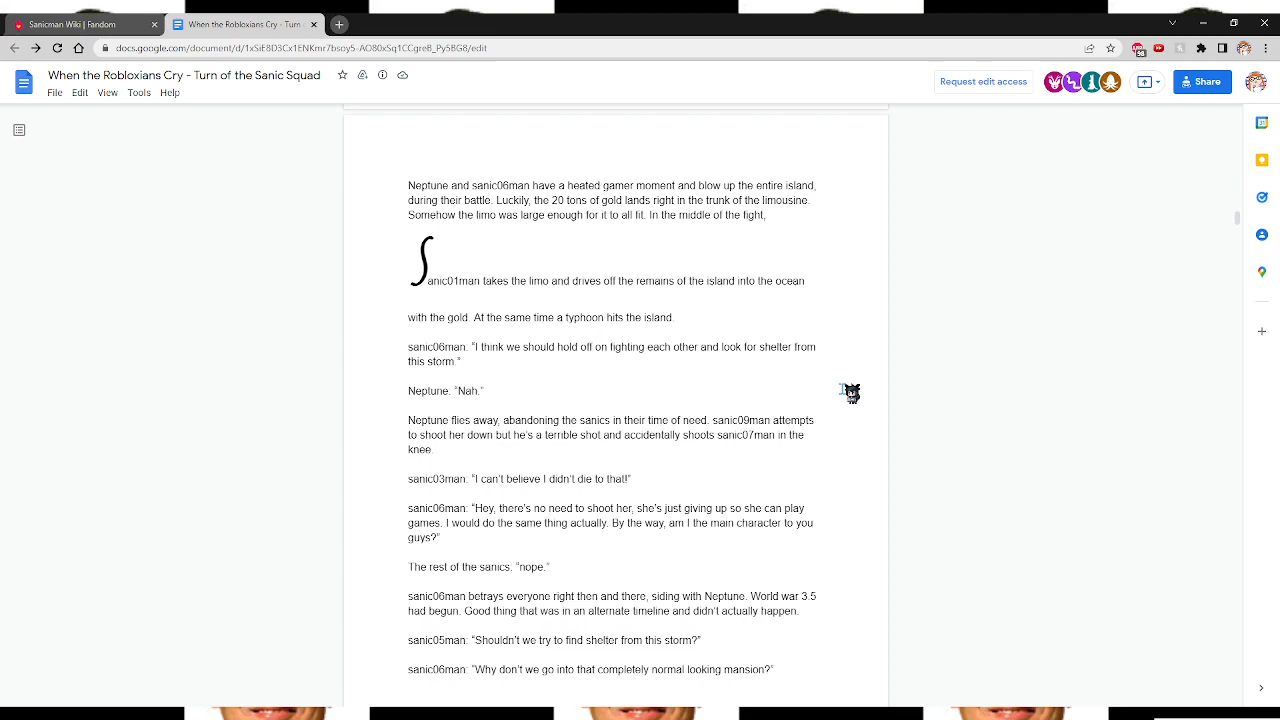 Sanicman Wiki | Fandom
When the Robloxians Cry - Turn
docs.google.com/document/d/1xSiE8D3Cx1ENKmr7bsoy5-AO80xSq1CCgreB_Py5BG8/edit
When the Robloxians Cry - Turn of the Sanic Squad
Request edit access
Share
File Edit View Tools Help
Neptune and sanic06man have a heated gamer moment and blow up the entire island,
during their battle. Luckily, the 20 tons of gold lands right in the trunk of the limousine.
Somehow the limo was large enough for it to all fit. In the middle of the fight,
∫anic01man takes the limo and drives off the remains of the island into the ocean
with the gold. At the same time a typhoon hits the island.
sanic06man: “I think we should hold off on fighting each other and look for shelter from
this storm.”
Neptune: “Nah.”
Neptune flies away, abandoning the sanics in their time of need. sanic09man attempts
to shoot her down but he’s a terrible shot and accidentally shoots sanic07man in the
knee.
sanic03man: “I can’t believe I didn’t die to that!”
sanic06man: “Hey, there’s no need to shoot her, she’s just giving up so she can play
games. I would do the same thing actually. By the way, am I the main character to you
guys?”
The rest of the sanics: “nope.”
sanic06man betrays everyone right then and there, siding with Neptune. World war 3.5
had begun. Good thing that was in an alternate timeline and didn’t actually happen.
sanic05man: “Shouldn’t we try to find shelter from this storm?”
sanic06man: “Why don’t we go into that completely normal looking mansion?”